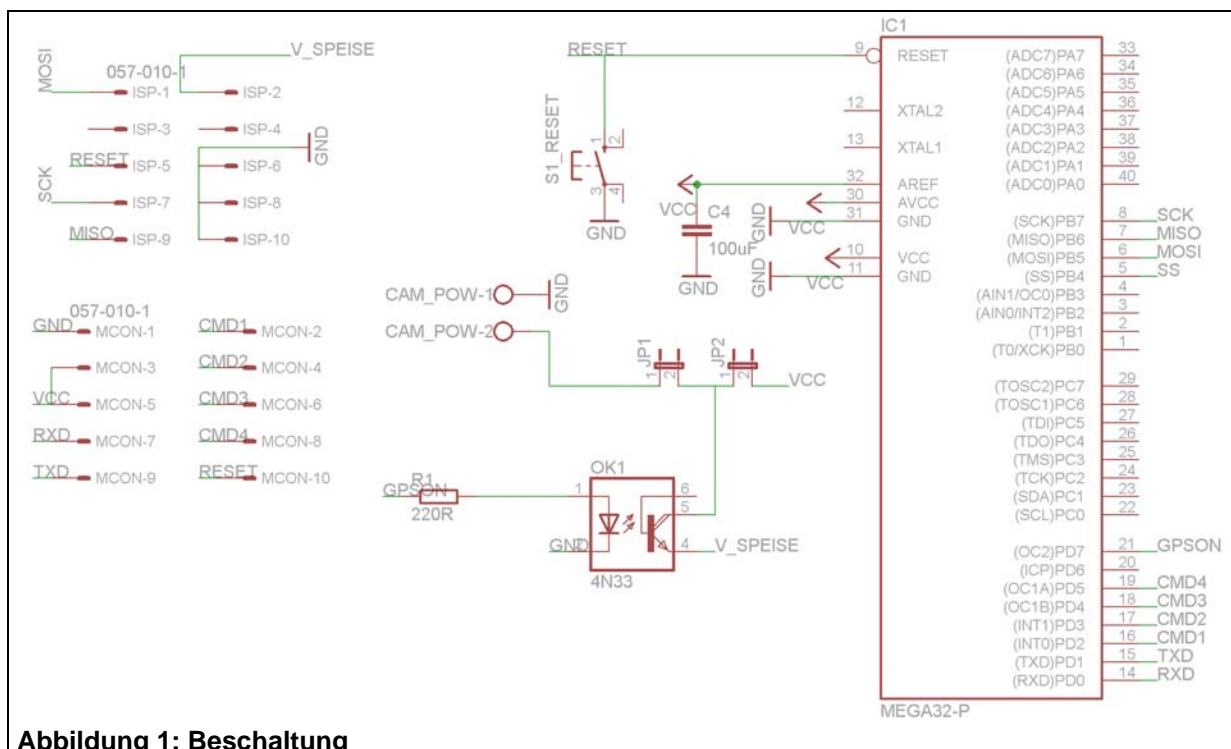 MOSI
V_SPEISE
057-010-1
ISP-1
ISP-2
ISP-3
ISP-4
GND
RESET
ISP-5
ISP-6
SCK
ISP-7
ISP-8
MISO
ISP-9
ISP-10
057-010-1
GND
MCON-1
CMD1
MCON-2
MCON-3
CMD2
MCON-4
VCC
MCON-5
CMD3
MCON-6
RXD
MCON-7
CMD4
MCON-8
TXD
MCON-9
RESET
MCON-10
RESET
S1_RESET
1
2
3
4
GND
VCC
C4
100uF
GND
GND
VCC
GND
VCC
CAM_POW-1
GND
CAM_POW-2
JP1
1
2
JP2
1
2
VCC
GPSON
R1
220R
OK1
1
6
5
GND
2
4
V_SPEISE
4N33
IC1
9
RESET
12
XTAL2
13
XTAL1
32
AREF
30
AVCC
31
GND
10
VCC
11
GND
(ADC7)PA7
33
(ADC6)PA6
34
(ADC5)PA5
35
(ADC4)PA4
36
(ADC3)PA3
37
(ADC2)PA2
38
(ADC1)PA1
39
(ADC0)PA0
40
(SCK)PB7
8
SCK
(MISO)PB6
7
MISO
(MOSI)PB5
6
MOSI
(SS)PB4
5
SS
(AIN1/OC0)PB3
4
(AIN0/INT2)PB2
3
(T1)PB1
2
(T0/XCK)PB0
1
(TOSC2)PC7
29
(TOSC1)PC6
28
(TDI)PC5
27
(TDO)PC4
26
(TMS)PC3
25
(TCK)PC2
24
(SDA)PC1
23
(SCL)PC0
22
(OC2)PD7
21
GPSON
(ICP)PD6
20
(OC1A)PD5
19
CMD4
(OC1B)PD4
18
CMD3
(INT1)PD3
17
CMD2
(INT0)PD2
16
CMD1
(TXD)PD1
15
TXD
(RXD)PD0
14
RXD
MEGA32-P
Abbildung 1: Beschaltung